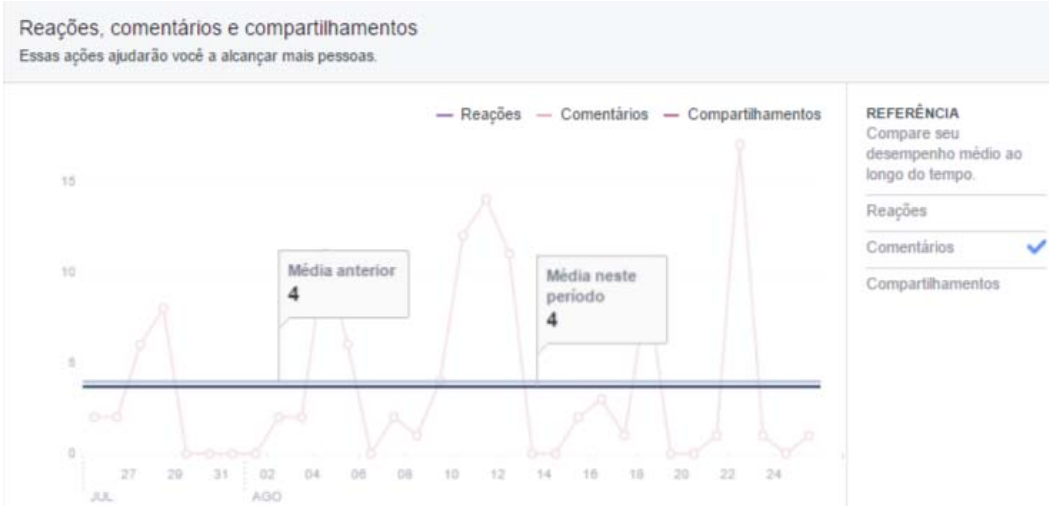 Reações, comentários e compartilhamentos
Essas ações ajudarão você a alcançar mais pessoas.
Reações Comentários Compartilhamentos
REFERÊNCIA
Compare seu
desempenho médio ao
longo do tempo.
Reações
Comentários
Compartilhamentos
15
10
5
0
Média anterior
4
Média neste
período
4
27 29 31 02 04 06 08 10 12 14 16 18 20 22 24
JUL AGO